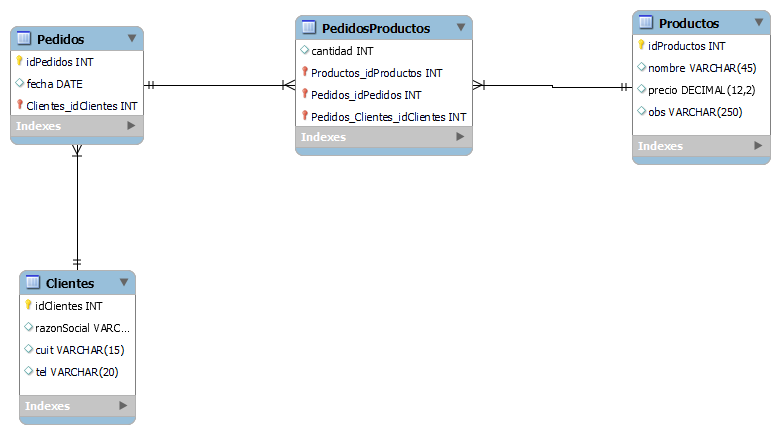 Pedidos
idPedidos INT
fecha DATE
Clientes_idClientes INT
Indexes
PedidosProductos
cantidad INT
Productos_idProductos INT
Pedidos_idPedidos INT
Pedidos_Clientes_idClientes INT
Indexes
Productos
idProductos INT
nombre VARCHAR(45)
precio DECIMAL(12,2)
obs VARCHAR(250)
Indexes
Clientes
idClientes INT
razonSocial VARC...
cuit VARCHAR(15)
tel VARCHAR(20)
Indexes